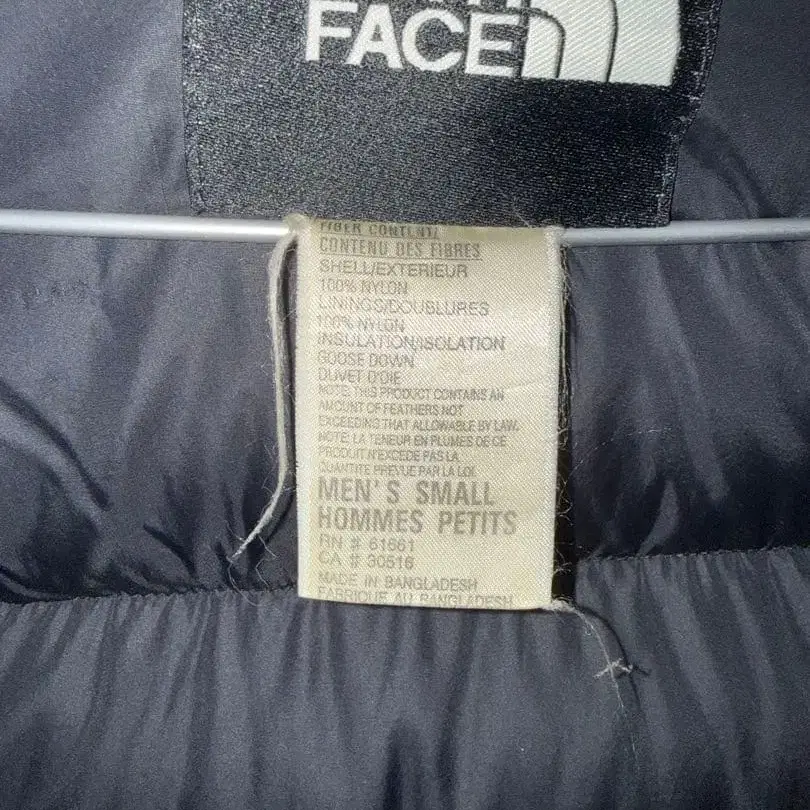 FACE
FIBER CONTENT/
CONTENU DES FIBRES
SHELL/EXTERIEUR
100% NYLON
LININGS/DOUBLURES
100% NYLON
INSULATION/ISOLATION
GOOSE DOWN
DUVET D'OIE
NOTE: THIS PRODUCT CONTAINS AN
AMOUNT OF FEATHERS NOT
EXCEEDING THAT ALLOWABLE BY LAW.
NOTE: LA TENEUR EN PLUMES DE CE
PRODUIT N'EXCEDE PAS LA
QUANTITE PREVUE PAR LA LOI.
MEN'S SMALL
HOMMES PETITS
RN # 61661
CA # 30516
MADE IN BANGLADESH
FABRIQUE AU BANGLADESH